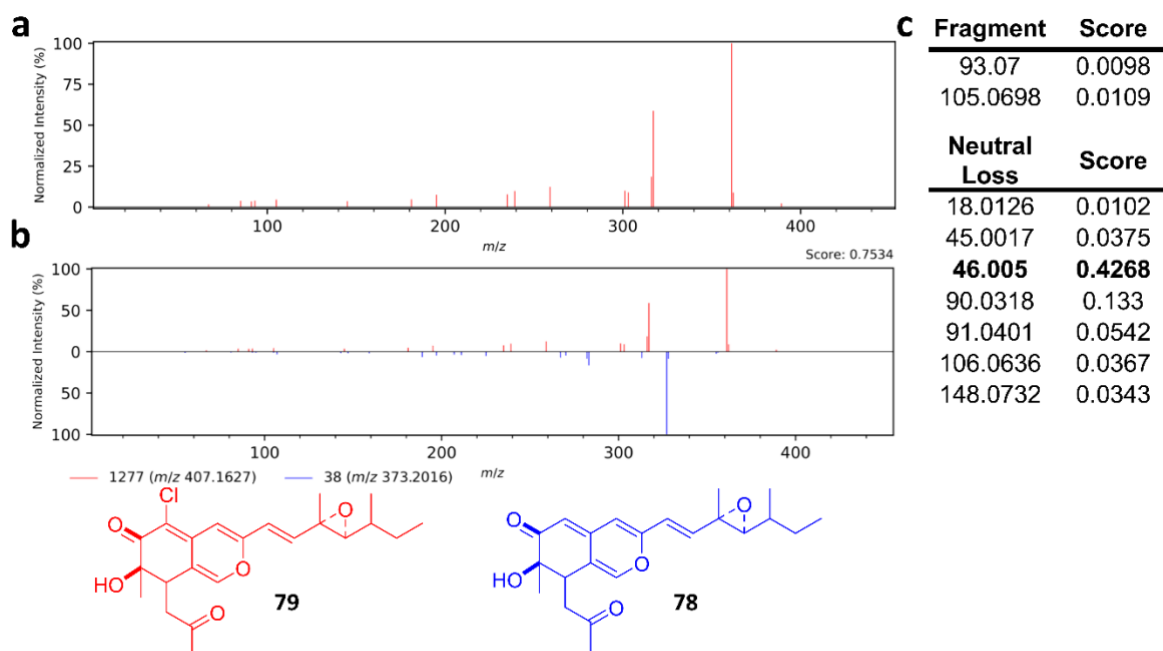 a
100
75
50
25
0
Normalized Intensity (%)
100
200
300
400
m/z
b
Score: 0.7534
100
50
0
50
100
Normalized Intensity (%)
100
200
300
400
1277 (m/z 407.1627)
38 (m/z 373.2016)
m/z
Cl
O
O
HO
O
O
79
O
O
HO
O
O
78
c
Fragment Score
93.07 0.0098
105.0698 0.0109
Neutral
Loss Score
18.0126 0.0102
45.0017 0.0375
46.005 0.4268
90.0318 0.133
91.0401 0.0542
106.0636 0.0367
148.0732 0.0343